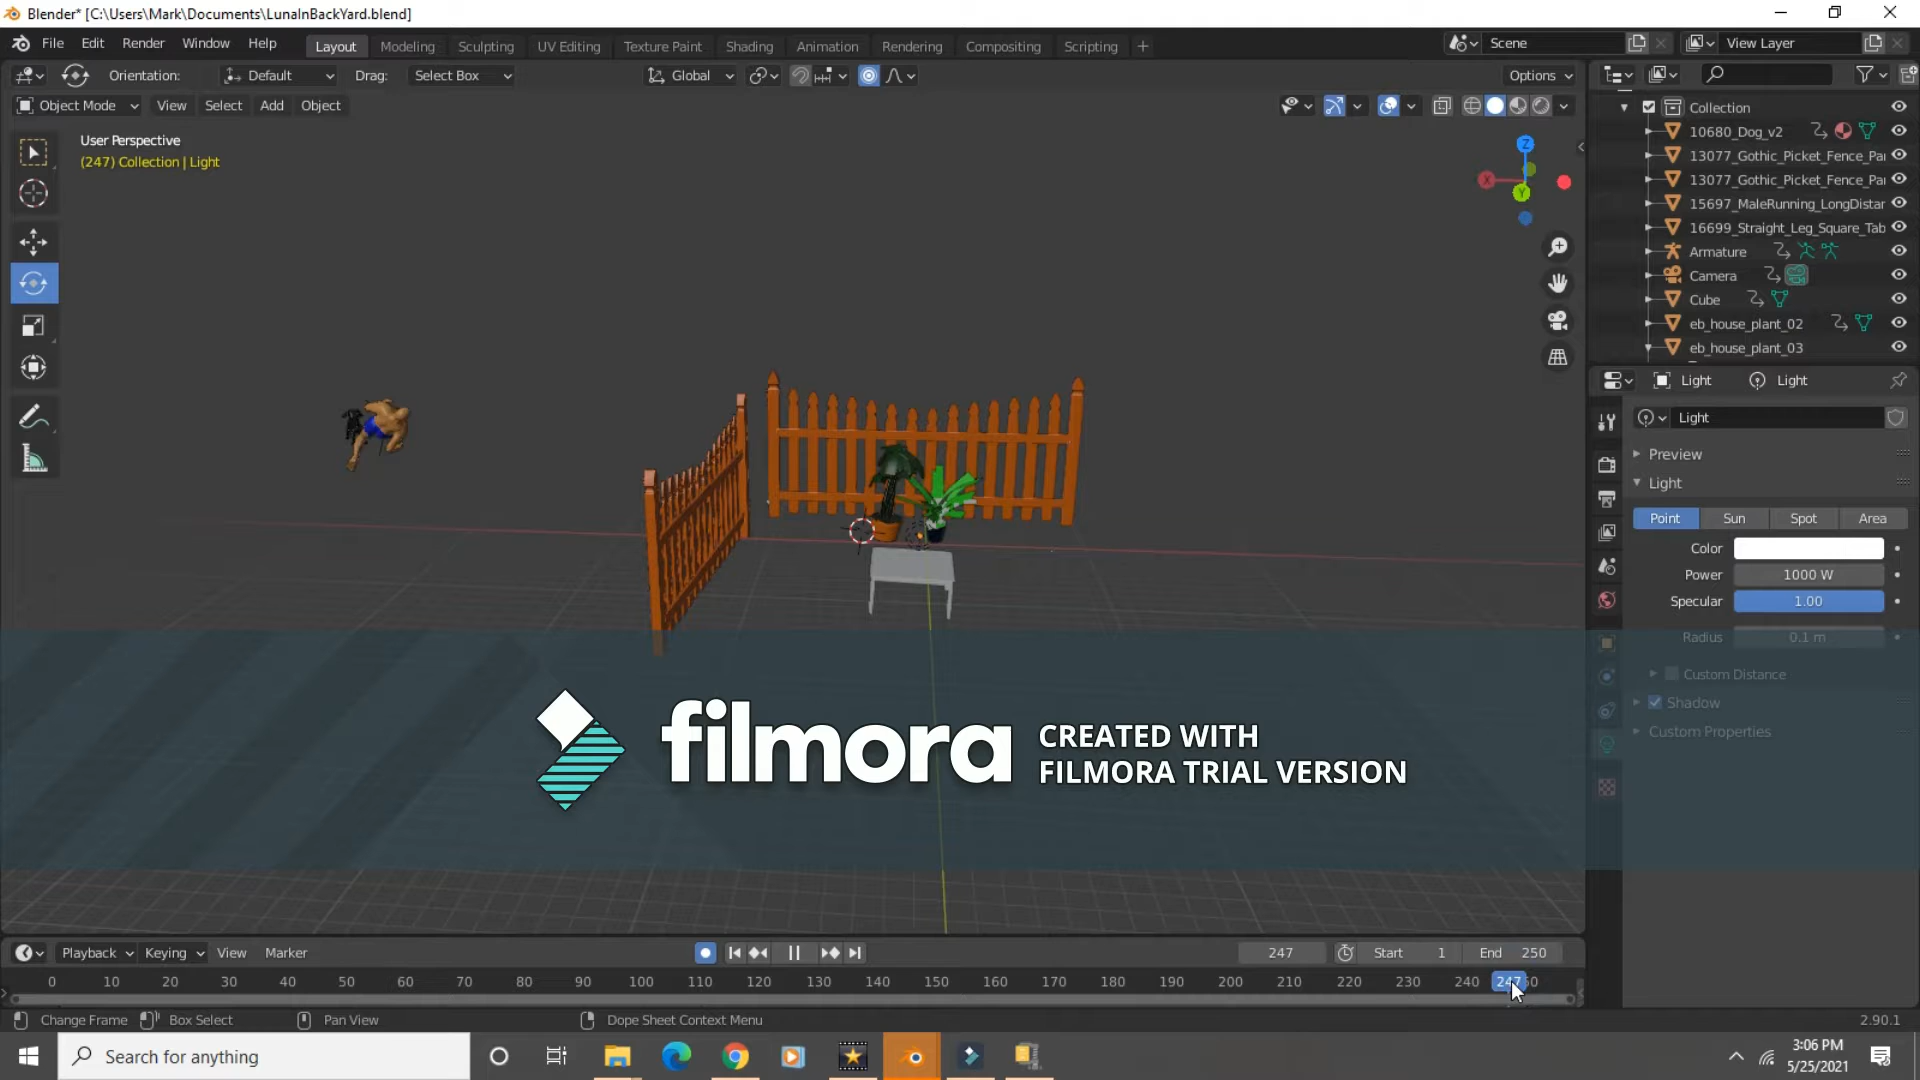 Blender* [C:\Users\Mark\Documents\LunaInBackYard.blend]
File Edit Render Window Help Layout Modeling Sculpting UV Editing Texture Paint Shading Animation Rendering Compositing Scripting + Scene View Layer
Orientation: Default Drag: Select Box Global Options
Object Mode View Select Add Object
User Perspective
(247) Collection | Light
Z
X
Y
Collection
10680_Dog_v2
13077_Gothic_Picket_Fence_Pai
13077_Gothic_Picket_Fence_Pai
15697_MaleRunning_LongDistar
16699_Straight_Leg_Square_Tab
Armature
Camera
Cube
eb_house_plant_02
eb_house_plant_03
Light Light
Light
Preview
Light
Point Sun Spot Area
Color
Power 1000 W
Specular 1.00
Radius 0.1 m
Custom Distance
Shadow
Custom Properties
filmora
CREATED WITH
FILMORA TRIAL VERSION
Playback Keying View Marker 247 Start 1 End 250
0 10 20 30 40 50 60 70 80 90 100 110 120 130 140 150 160 170 180 190 200 210 220 230 240 247
Change Frame Box Select Pan View Dope Sheet Context Menu 2.90.1
Search for anything
3:06 PM
5/25/2021